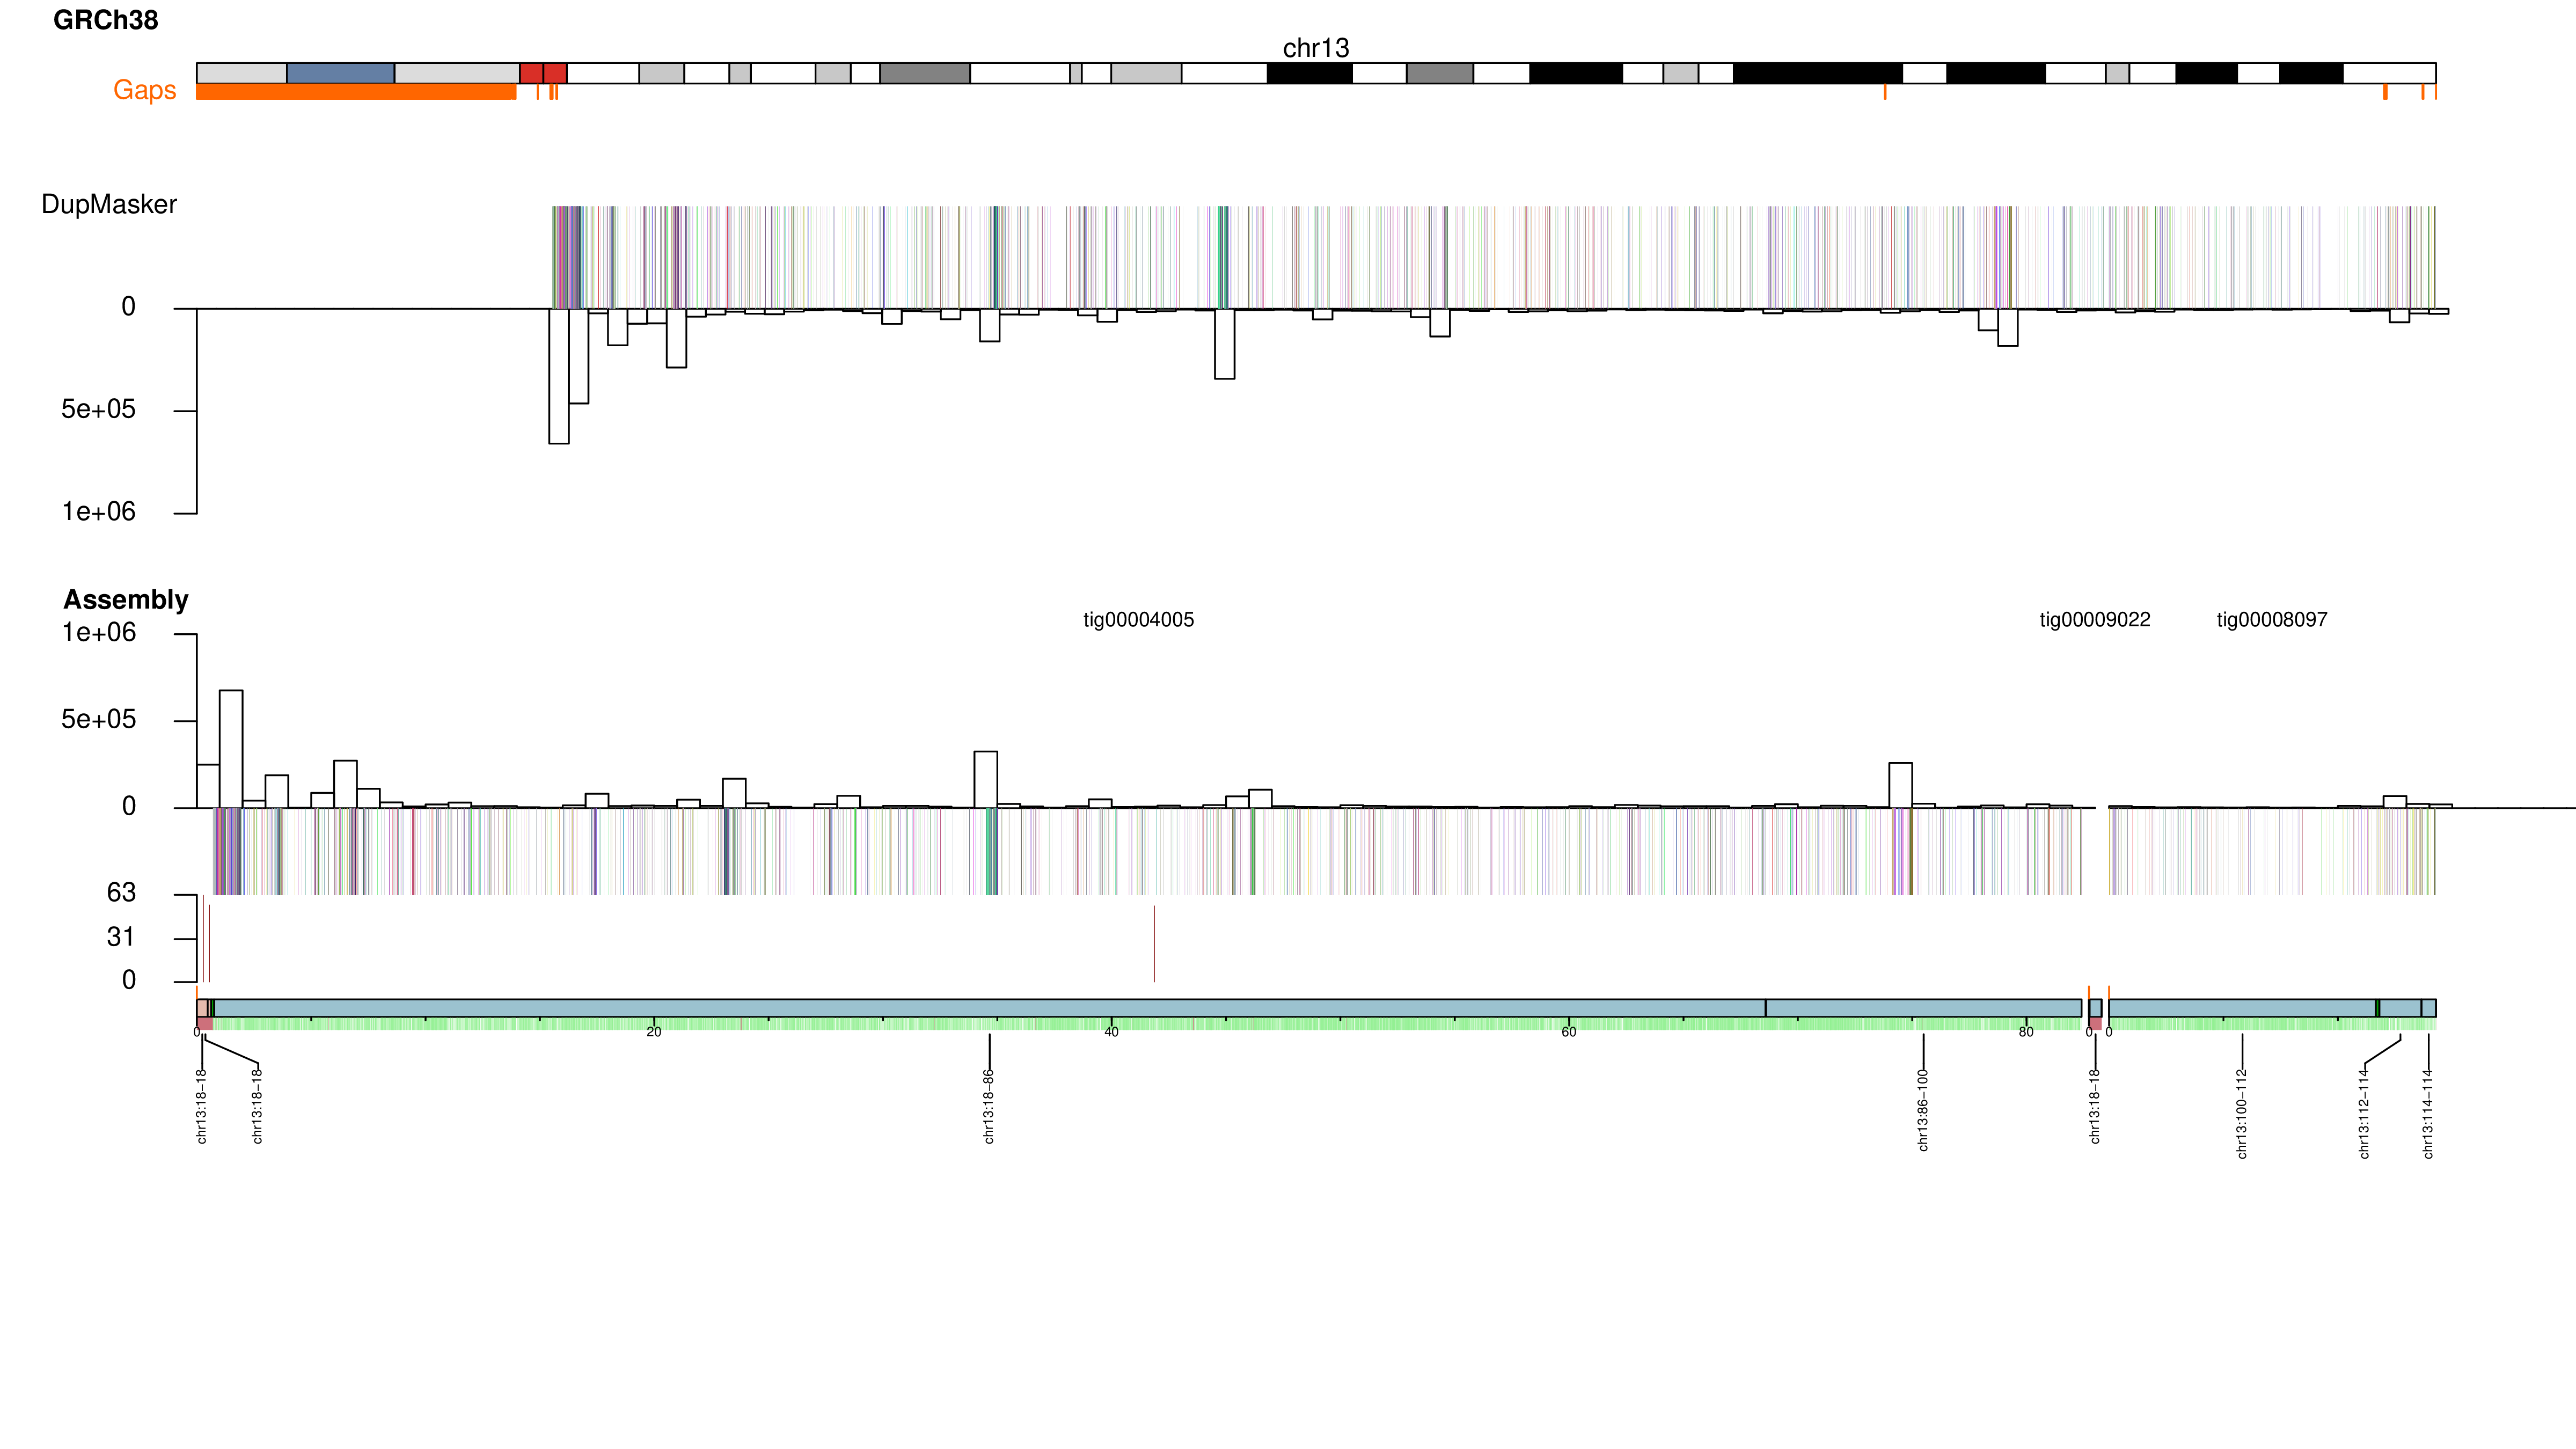 GRCh38
chr13
Gaps
DupMasker
0
5e+05
1e+06
Assembly
tig00004005 tig00009022 tig00008097
1e+06
5e+05
0
63
31
0
0 20 40 60 80 0 0
chr13:18−18
chr13:18−18
chr13:18−86
chr13:86−100
chr13:18−18
chr13:100−112
chr13:112−114
chr13:114−114